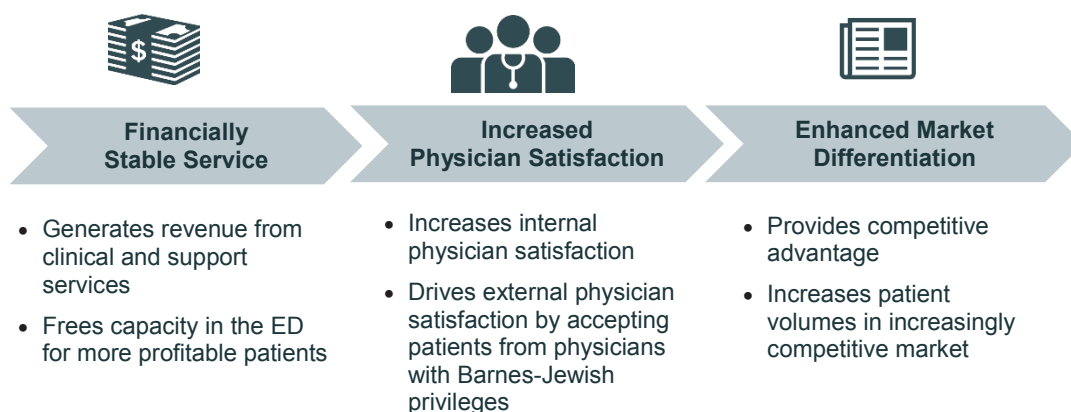 $
Financially
Stable Service
• Generates revenue from
clinical and support
services
• Frees capacity in the ED
for more profitable patients
Increased
Physician Satisfaction
• Increases internal
physician satisfaction
• Drives external physician
satisfaction by accepting
patients from physicians
with Barnes-Jewish
privileges
Enhanced Market
Differentiation
• Provides competitive
advantage
• Increases patient
volumes in increasingly
competitive market